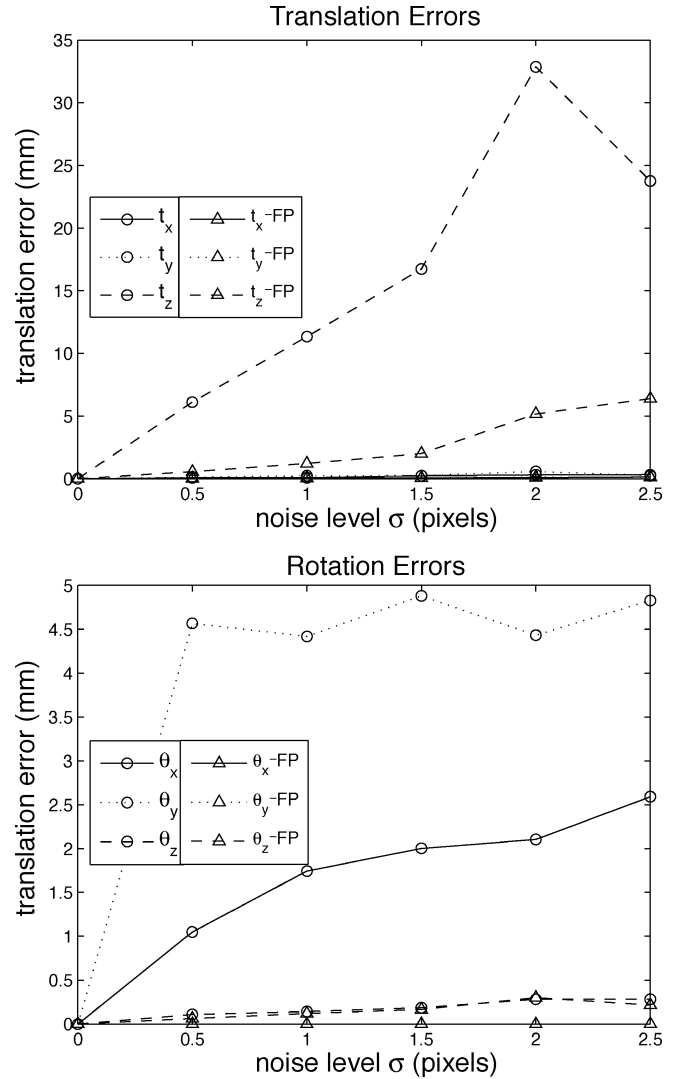 Translation Errors
35
30
25
20
15
10
5
0
translation error (mm)
t_x t_x-FP
t_y t_y-FP
t_z t_z-FP
0 0.5 1 1.5 2 2.5
noise level σ (pixels)
Rotation Errors
5
4.5
4
3.5
3
2.5
2
1.5
1
0.5
0
translation error (mm)
θ_x θ_x-FP
θ_y θ_y-FP
θ_z θ_z-FP
0 0.5 1 1.5 2 2.5
noise level σ (pixels)